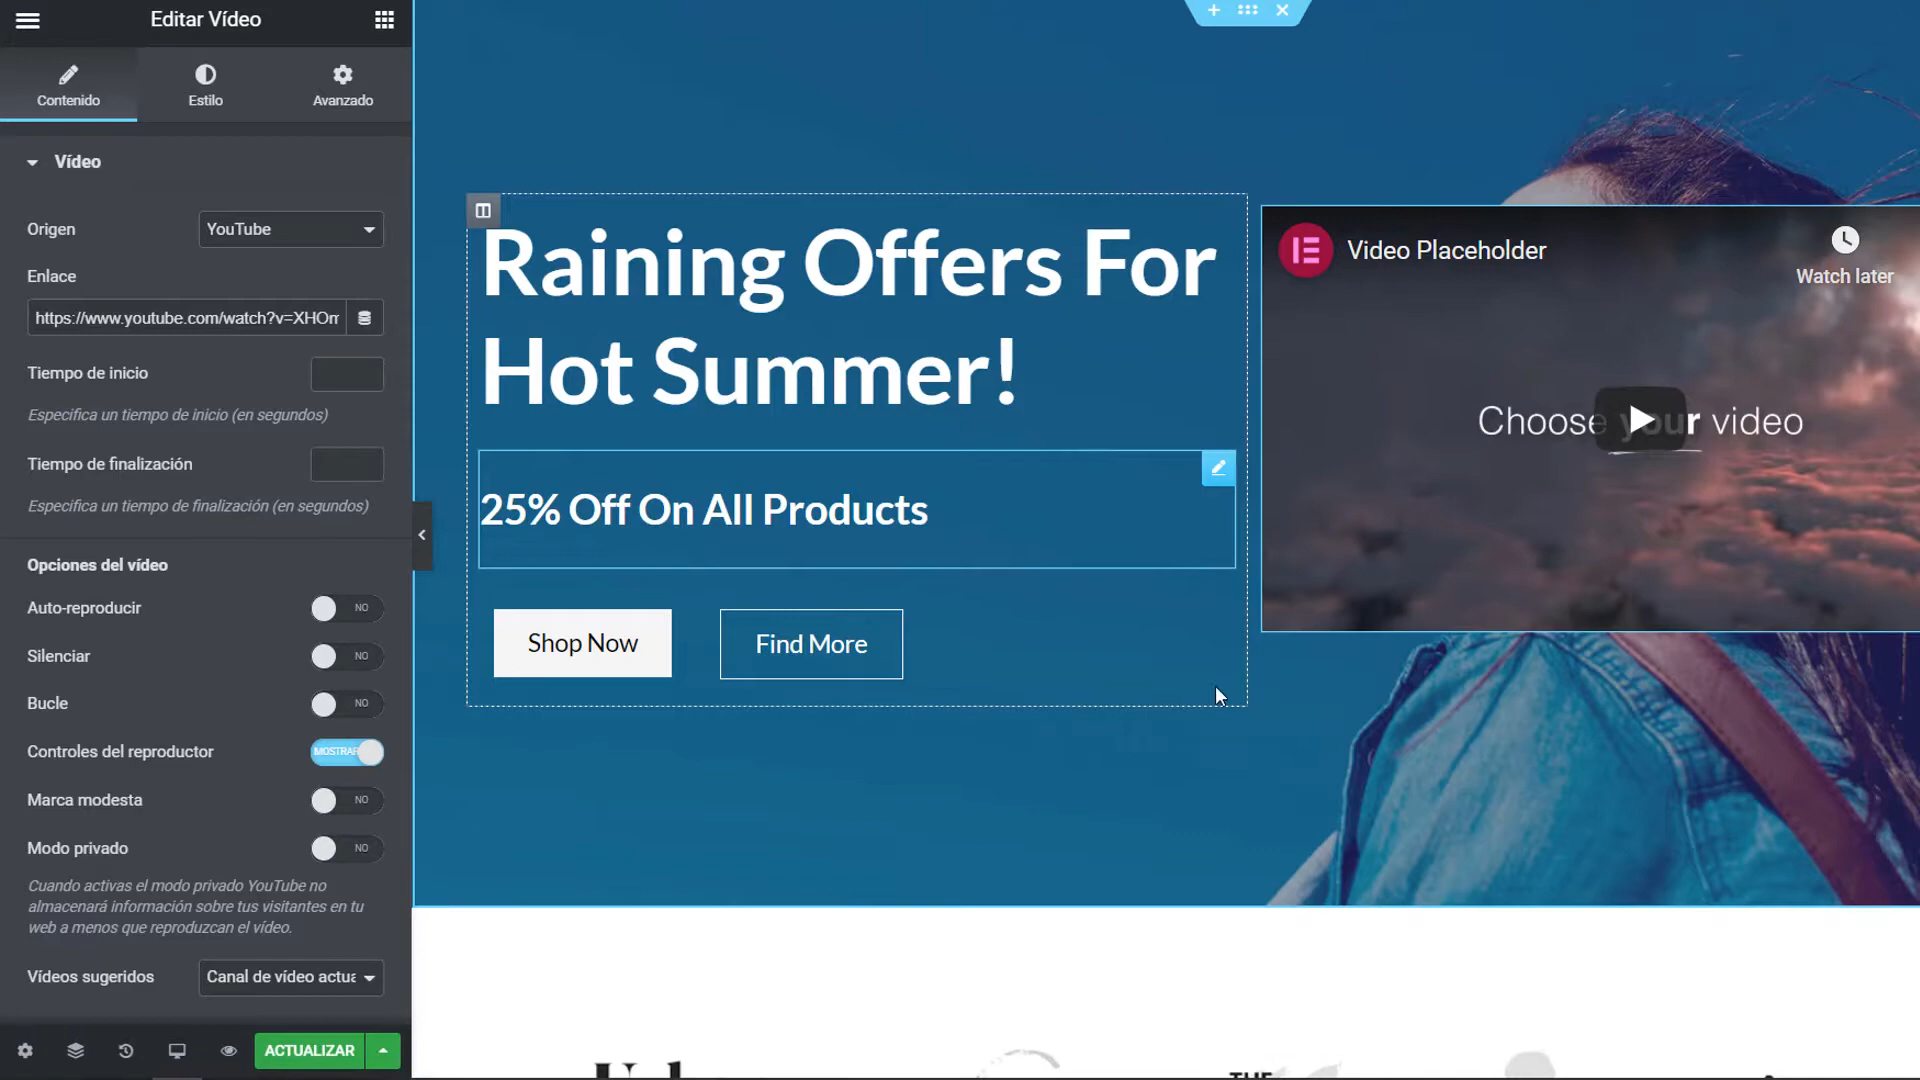 Editar Vídeo
Contenido
Estilo
Avanzado
Vídeo
Origen
YouTube
Enlace
https://www.youtube.com/watch?v=XHOm
Tiempo de inicio
Especifica un tiempo de inicio (en segundos)
Tiempo de finalización
Especifica un tiempo de finalización (en segundos)
Opciones del vídeo
Auto-reproducir
NO
Silenciar
NO
Bucle
NO
Controles del reproductor
MOSTRAR
Marca modesta
NO
Modo privado
NO
Cuando activas el modo privado YouTube no
almacenará información sobre tus visitantes en tu
web a menos que reproduzcan el vídeo.
Vídeos sugeridos
Canal de vídeo actua
ACTUALIZAR
Raining Offers For
Hot Summer!
25% Off On All Products
Shop Now
Find More
Video Placeholder
Watch later
Choose your video
THE